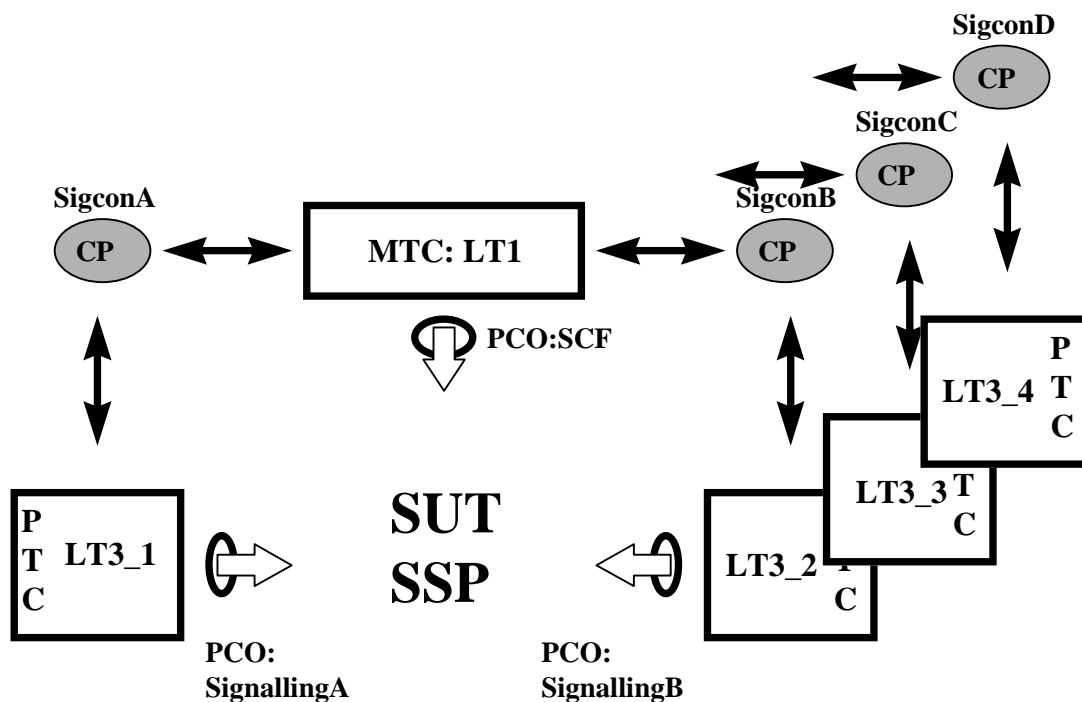 SigconD
CP
SigconC
CP
SigconA
CP
MTC: LT1
SigconB
CP
PCO:SCF
P
T
C
LT3_4
LT3_3
T
C
P
T
C
LT3_1
SUT
SSP
LT3_2
C
PCO:
SignallingA
PCO:
SignallingB